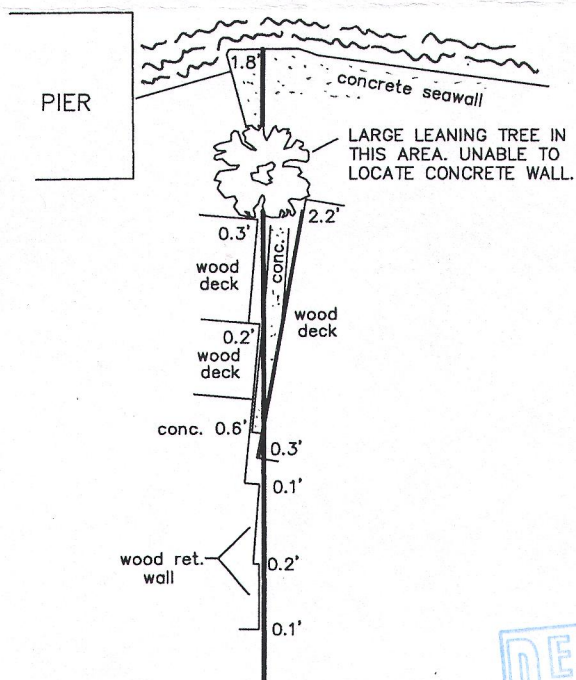 1.8'
concrete seawall
PIER
LARGE LEANING TREE IN
THIS AREA. UNABLE TO
LOCATE CONCRETE WALL.
2.2'
0.3'
conc.
wood
deck
wood
deck
0.2'
wood
deck
conc. 0.6'
0.3'
0.1'
wood ret.
wall
0.2'
0.1'
DE